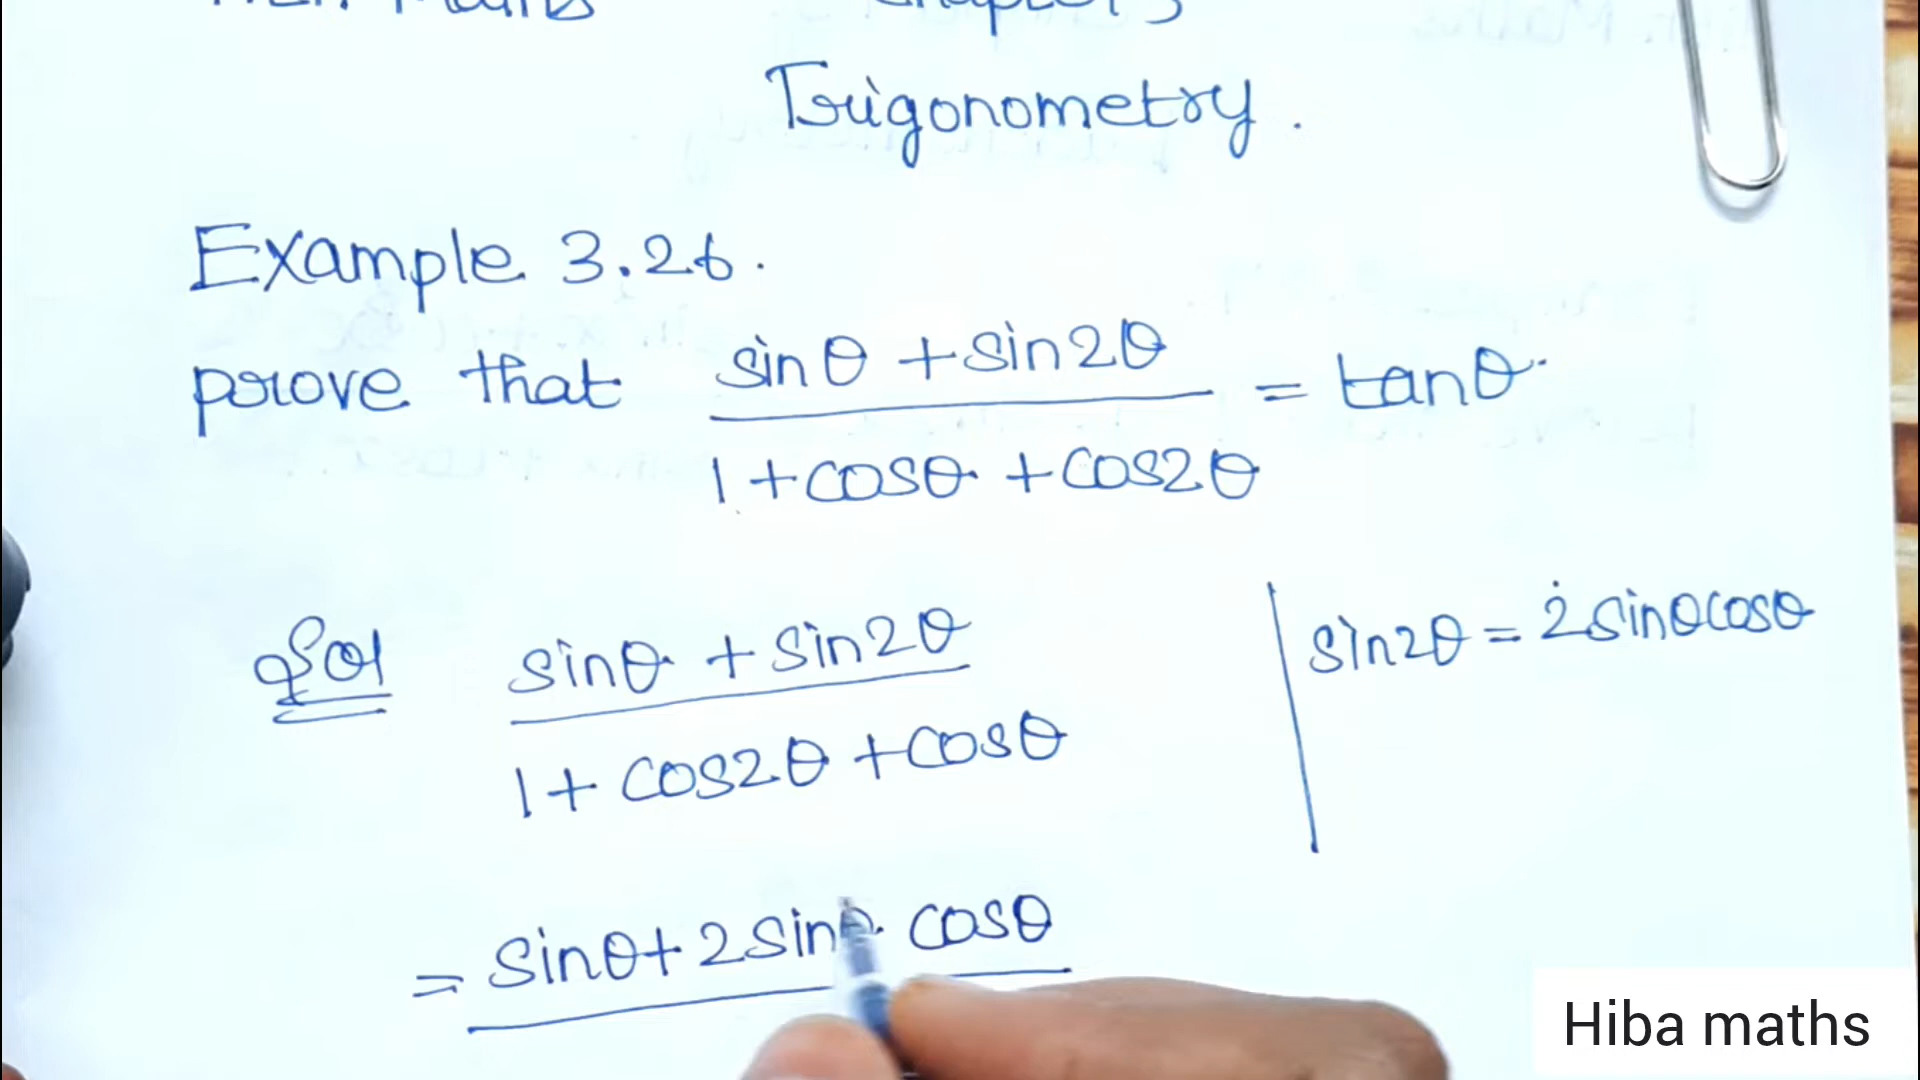 Trigonometry.
Example 3.26.
prove that sinθ + sin2θ / 1 + cosθ + cos2θ = tanθ.
Sol sinθ + sin2θ / 1 + cos2θ + cosθ
sin2θ = 2sinθcosθ
= sinθ + 2sinθ cosθ
Hiba maths